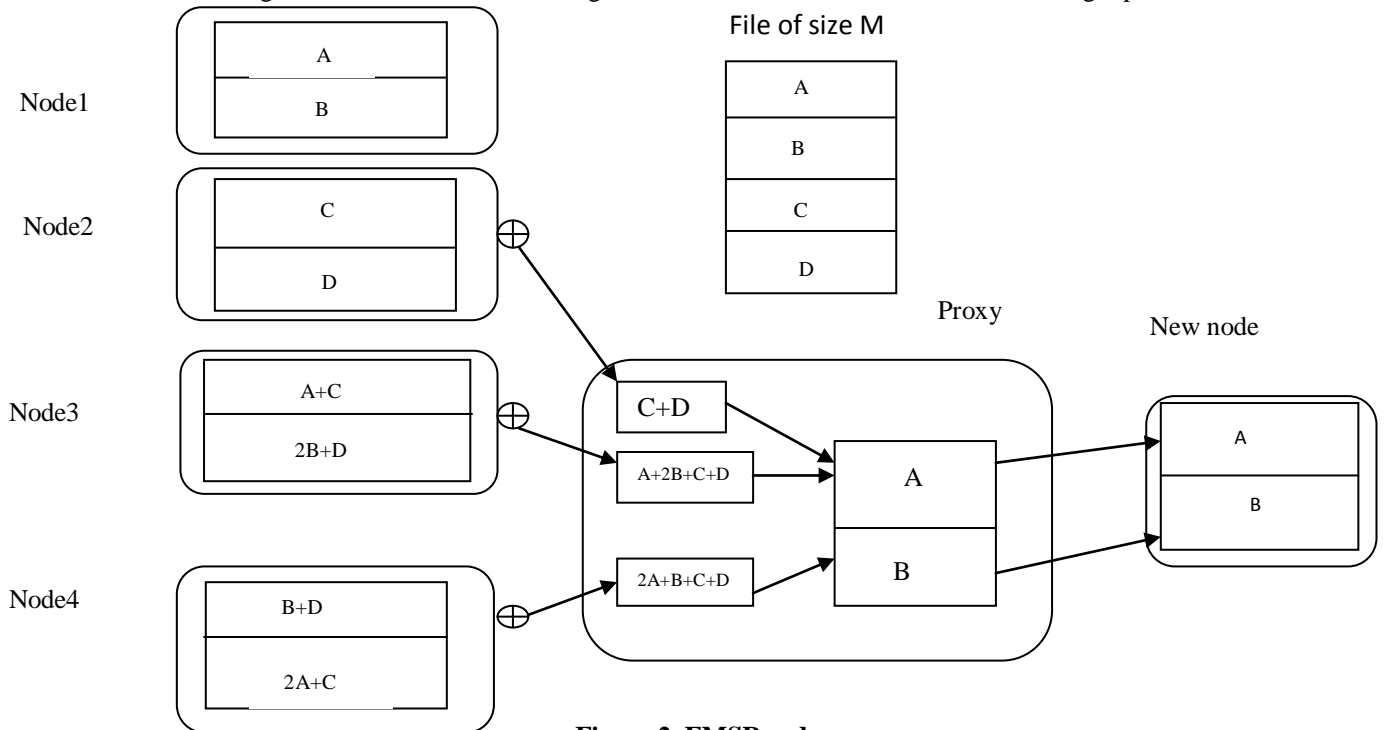 File of size M
Node1
A
B
Node2
C
D
Node3
A+C
2B+D
Node4
B+D
2A+C
A
B
C
D
Proxy
C+D
A+2B+C+D
2A+B+C+D
A
B
New node
A
B